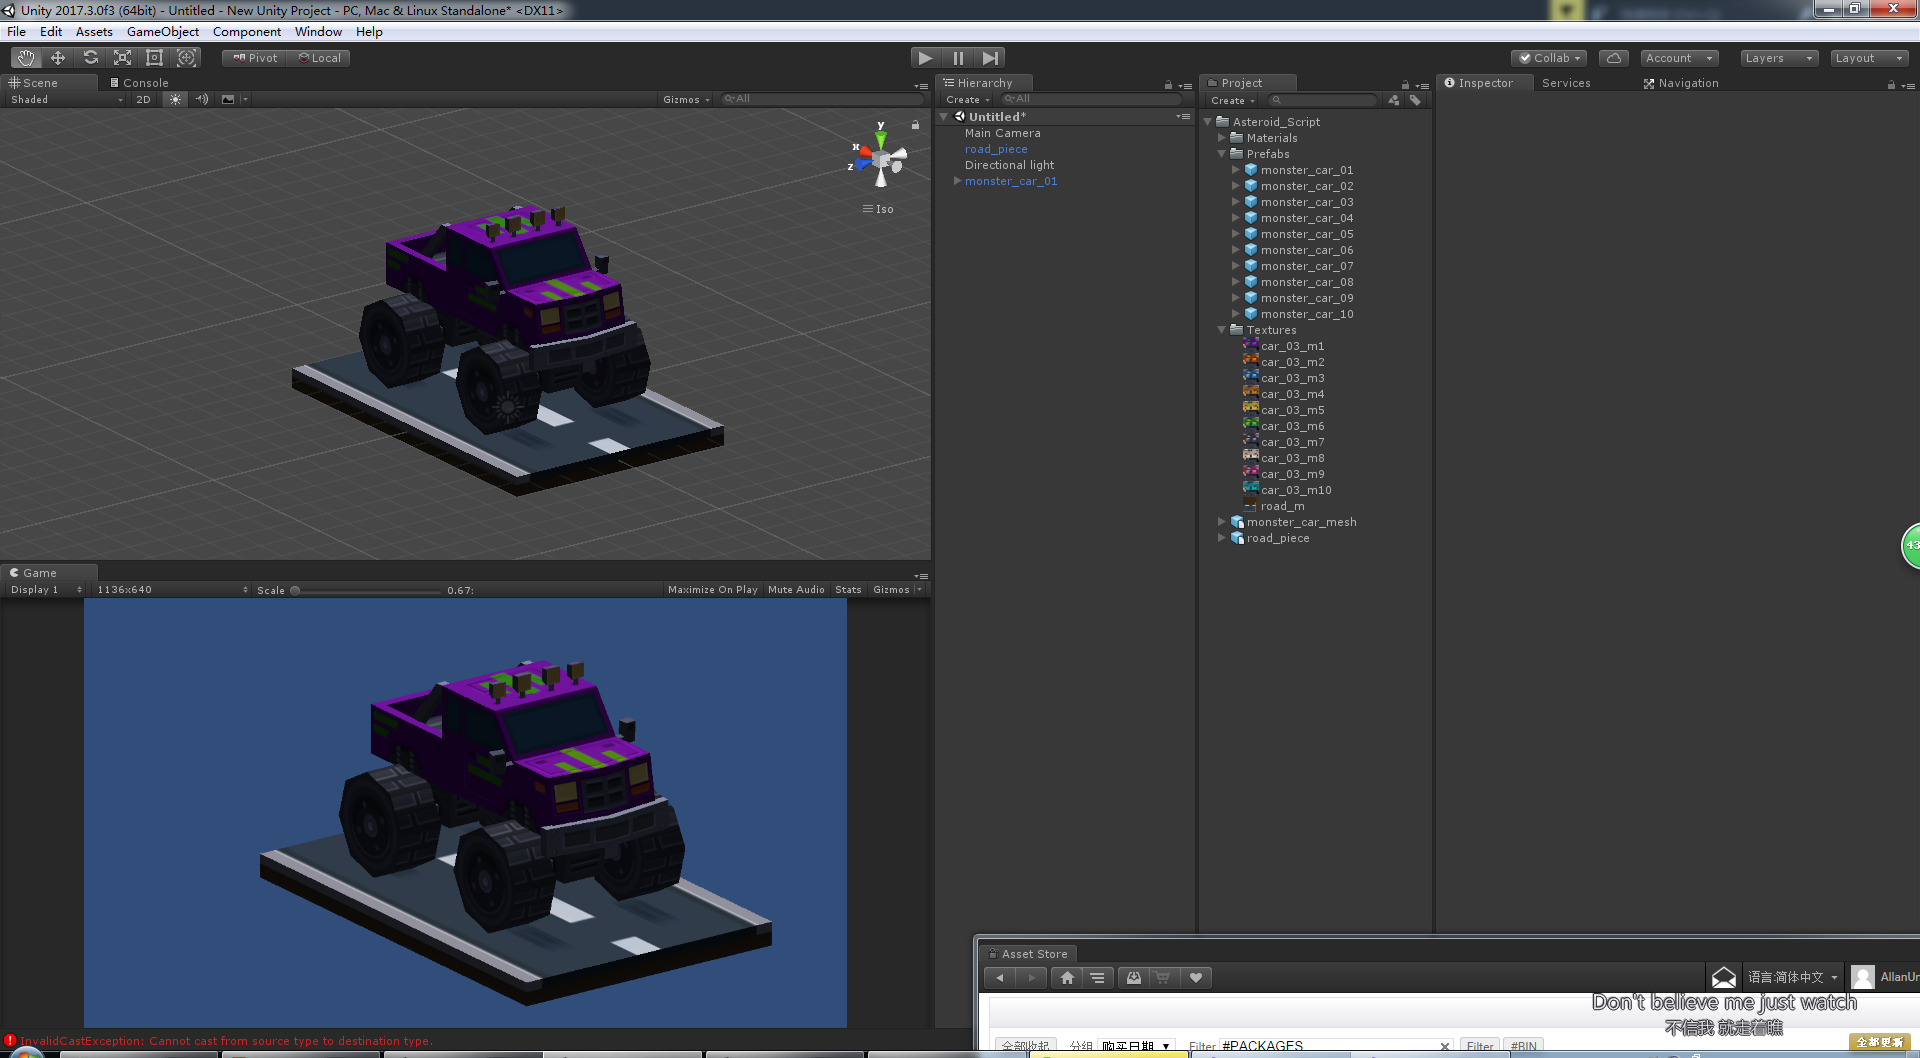 Unity 2017.3.0f3 (64bit) - Untitled - New Unity Project - PC, Mac & Linux Standalone* <DX11>
File Edit Assets GameObject Component Window Help
Pivot Local
Collab Account Layers Layout
Scene Console
Shaded 2D Gizmos All
y
x
z
Iso
Hierarchy
Create All
Untitled*
Main Camera
road_piece
Directional light
monster_car_01
Project
Create
Asteroid_Script
Materials
Prefabs
monster_car_01
monster_car_02
monster_car_03
monster_car_04
monster_car_05
monster_car_06
monster_car_07
monster_car_08
monster_car_09
monster_car_10
Textures
car_03_m1
car_03_m2
car_03_m3
car_03_m4
car_03_m5
car_03_m6
car_03_m7
car_03_m8
car_03_m9
car_03_m10
road_m
monster_car_mesh
road_piece
Inspector Services Navigation
43
Game
Display 1 1136x640 Scale 0.67: Maximize On Play Mute Audio Stats Gizmos
Asset Store
语言:简体中文 AllanUn
Don't believe me just watch
不信我 就走着瞧
全部收起 分组 购买日期 Filter #PACKAGES Filter #BIN 全部更新
InvalidCastException: Cannot cast from source type to destination type.